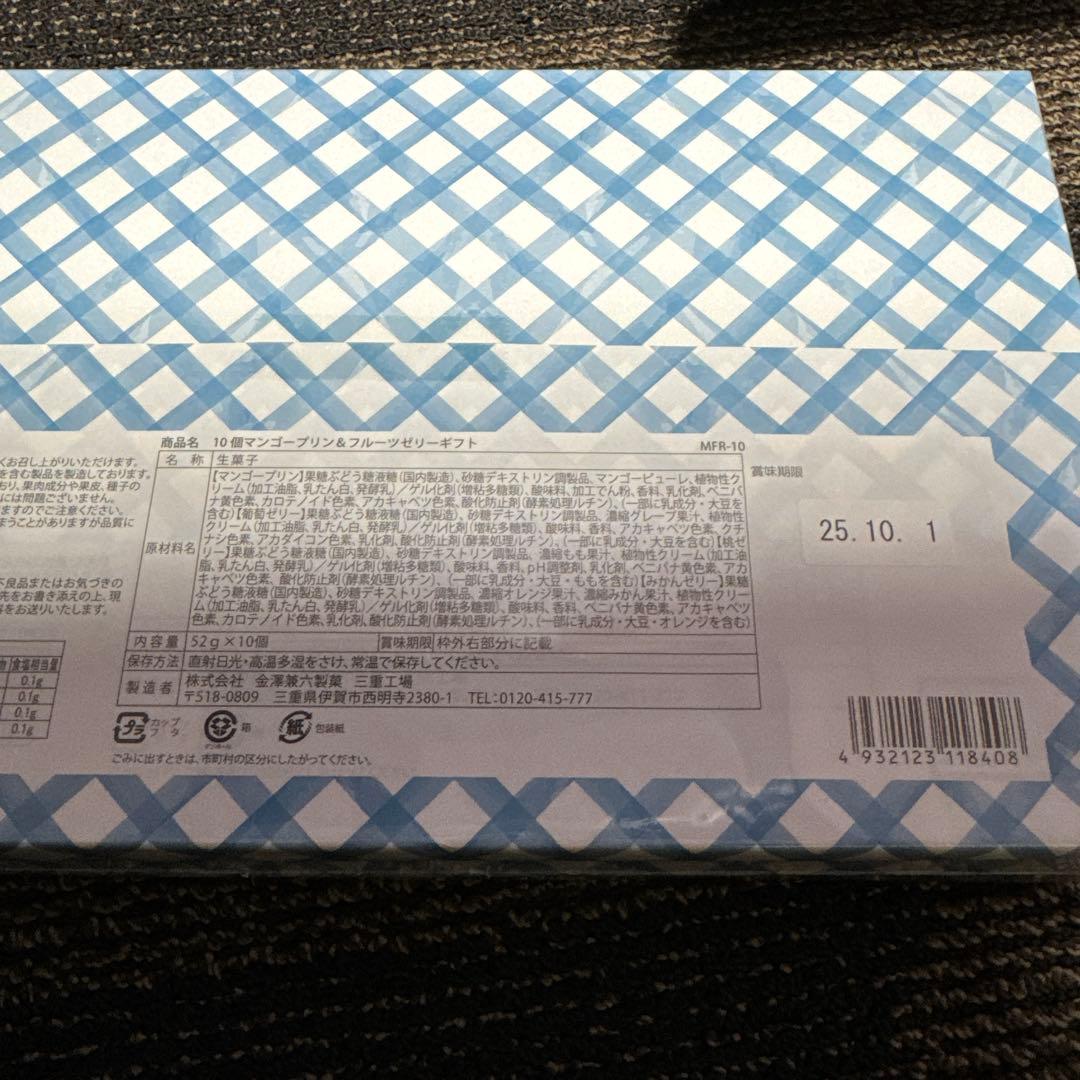 商品名 10個マンゴープリン&フルーツゼリーギフト MFR-10
名 称 生菓子
原材料名
【マンゴープリン】果糖ぶどう糖液糖(国内製造)、砂糖デキストリン調製品、マンゴーピューレ、植物性ク
リーム(加工油脂、乳たん白、発酵乳)/ゲル化剤(増粘多糖類)、酸味料、加工でん粉、香料、乳化剤、ベニバ
ナ黄色素、カロテノイド色素、アカキャベツ色素、酸化防止剤(酵素処理ルチン)、(一部に乳成分・大豆を
含む)【葡萄ゼリー】果糖ぶどう糖液糖(国内製造)、砂糖デキストリン調製品、濃縮グレープ果汁、植物性
クリーム(加工油脂、乳たん白、発酵乳)/ゲル化剤(増粘多糖類)、酸味料、香料、アカキャベツ色素、クチ
ナシ色素、アカダイコン色素、乳化剤、酸化防止剤(酵素処理ルチン)、(一部に乳成分・大豆を含む)【桃ゼ
リー】果糖ぶどう糖液糖(国内製造)、砂糖デキストリン調製品、濃縮もも果汁、植物性クリーム(加工油
脂、乳たん白、発酵乳)/ゲル化剤(増粘多糖類)、酸味料、香料、pH調整剤、乳化剤、ベニバナ黄色素、アカ
キャベツ色素、酸化防止剤(酵素処理ルチン)、(一部に乳成分・大豆・ももを含む)【みかんゼリー】果糖
ぶどう糖液糖(国内製造)、砂糖デキストリン調製品、濃縮オレンジ果汁、濃縮みかん果汁、植物性クリー
ム(加工油脂、乳たん白、発酵乳)/ゲル化剤(増粘多糖類)、酸味料、香料、ベニバナ黄色素、アカキャベツ
色素、カロテノイド色素、乳化剤、酸化防止剤(酵素処理ルチン)、(一部に乳成分・大豆・オレンジを含む)
内容量 52g×10個 賞味期限 枠外右部分に記載
保存方法 直射日光・高温多湿をさけ、常温で保存してください。
製造者 株式会社 金澤兼六製菓 三重工場
〒518-0809 三重県伊賀市西明寺2380-1 TEL:0120-415-777
プラ カップ フタ 箱 ダンボール 紙 包装紙
ごみに出すときは、市町村の区分にしたがってください。
賞味期限
25.10. 1
4 932123 118408
くお召し上がりいただけます。
を含む製品を製造しております。
おり、果肉成分や果皮、種子の
には問題ございません。
ますのでご注意ください。
まうことがありますが品質に
不良品またはお気づきの
先をお書き添えの上、現
をお送りいたします。
物 食塩相当量
0.1g
0.1g
0.1g
0.1g